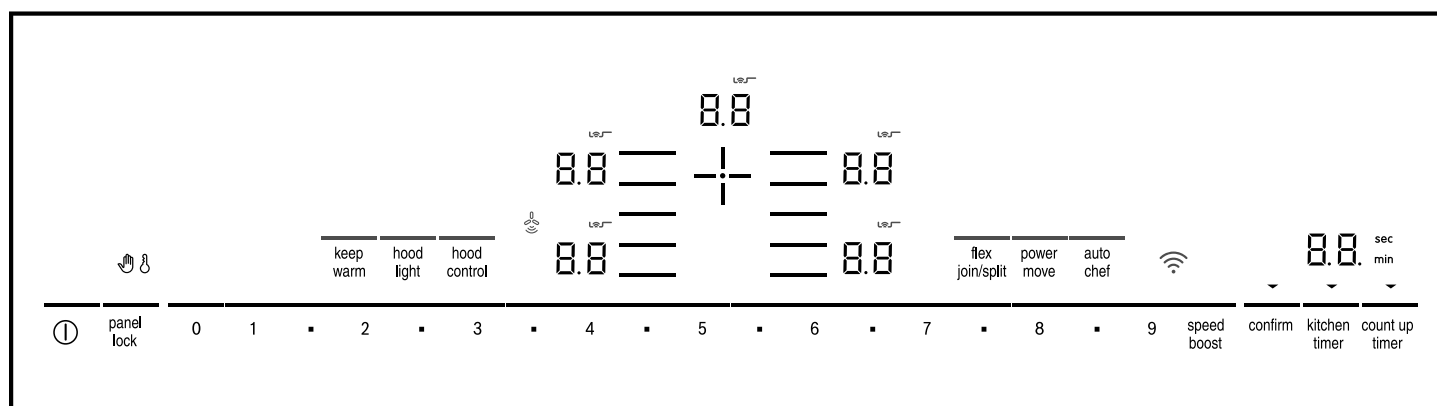 8.8
8.8 8.8
keep warm
hood light
hood control
8.8 8.8
flex join/split
power move
auto chef
8.8. sec
min
panel lock
0 1 . 2 . 3 . 4 . 5 . 6 . 7 . 8 . 9
speed boost
confirm
kitchen timer
count up timer